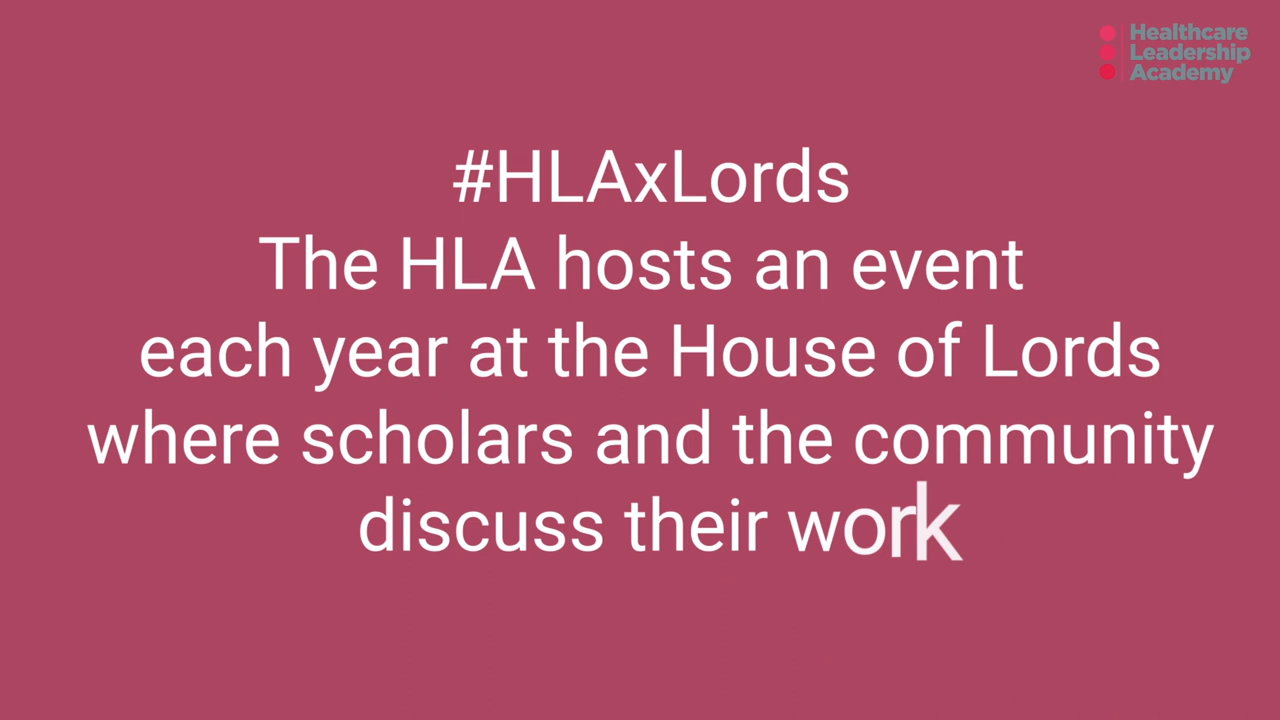 Healthcare
Leadership
Academy
#HLAxLords
The HLA hosts an event
each year at the House of Lords
where scholars and the community
discuss their work